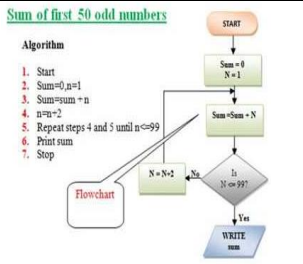 Sum of first 50 odd numbers
Algorithm
1. Start
2. Sum=0,n=1
3. Sum=sum +n
4. n=n+2
5. Repeat steps 4 and 5 until n<=99
6. Print sum
7. Stop
Flowchart
START
Sum = 0
N = 1
Sum =Sum + N
N = N+2
No
Is
N <= 99?
Yes
WRITE
sum